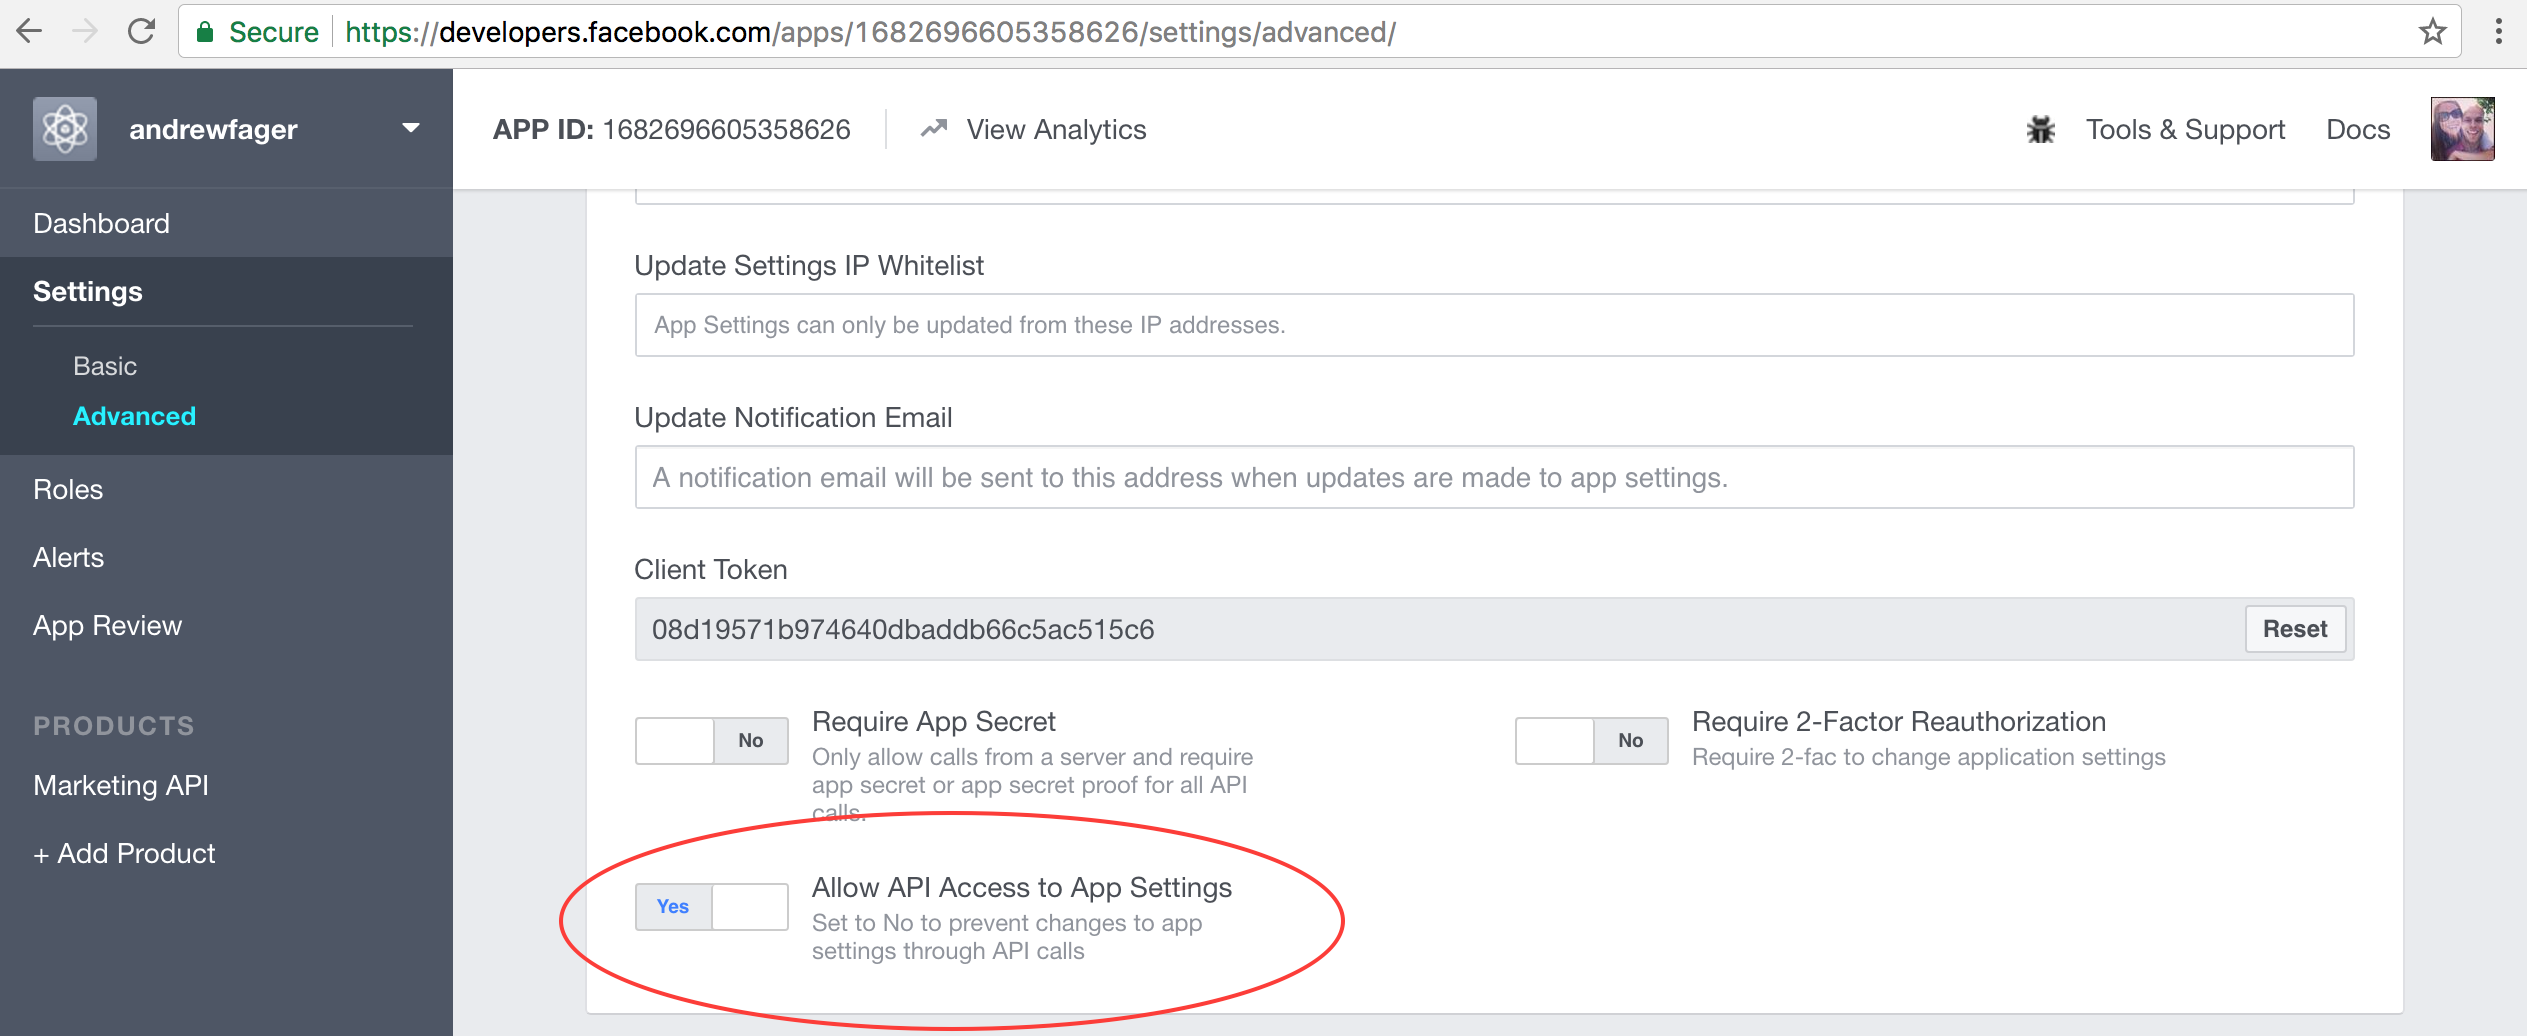 Secure https://developers.facebook.com/apps/1682696605358626/settings/advanced/
andrewfager
APP ID: 1682696605358626
View Analytics
Tools & Support
Docs
Dashboard
Settings
Basic
Advanced
Roles
Alerts
App Review
PRODUCTS
Marketing API
+ Add Product
Update Settings IP Whitelist
App Settings can only be updated from these IP addresses.
Update Notification Email
A notification email will be sent to this address when updates are made to app settings.
Client Token
08d19571b974640dbaddb66c5ac515c6
Reset
No
Require App Secret
Only allow calls from a server and require
app secret or app secret proof for all API
calls.
No
Require 2-Factor Reauthorization
Require 2-fac to change application settings
Yes
Allow API Access to App Settings
Set to No to prevent changes to app
settings through API calls